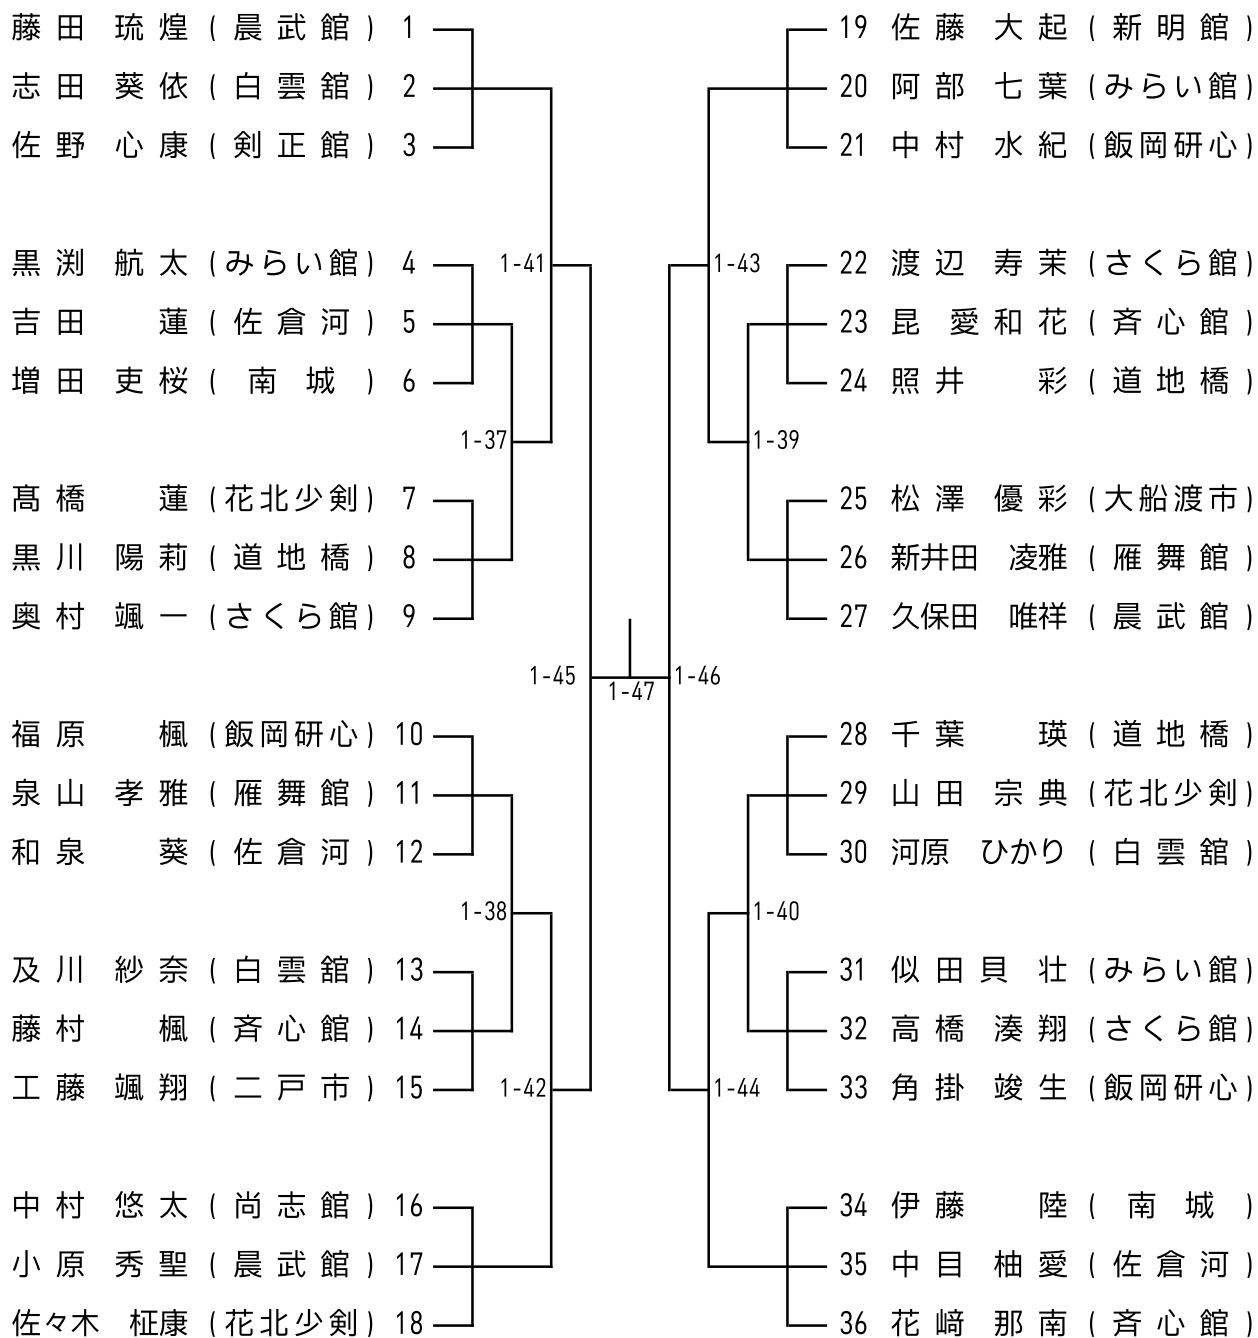 藤田 琉煌 (晨武館) 1
志田 葵依 (白雲舘) 2
佐野 心康 (剣正館) 3
黒渕 航太 (みらい館) 4
吉田 蓮 (佐倉河) 5
増田 吏桜 (南城) 6
髙橋 蓮 (花北少剣) 7
黒川 陽莉 (道地橋) 8
奥村 颯一 (さくら館) 9
福原 楓 (飯岡研心) 10
泉山 孝雅 (雁舞館) 11
和泉 葵 (佐倉河) 12
及川 紗奈 (白雲舘) 13
藤村 楓 (斉心館) 14
工藤 颯翔 (二戸市) 15
中村 悠太 (尚志館) 16
小原 秀聖 (晨武館) 17
佐々木 柾康 (花北少剣) 18
1-41
1-37
1-38
1-42
1-45
1-47
1-46
1-43
1-39
1-40
1-44
19 佐藤 大起 (新明館)
20 阿部 七葉 (みらい館)
21 中村 水紀 (飯岡研心)
22 渡辺 寿茉 (さくら館)
23 昆 愛和花 (斉心館)
24 照井 彩 (道地橋)
25 松澤 優彩 (大船渡市)
26 新井田 凌雅 (雁舞館)
27 久保田 唯祥 (晨武館)
28 千葉 瑛 (道地橋)
29 山田 宗典 (花北少剣)
30 河原 ひかり (白雲舘)
31 似田貝 壮 (みらい館)
32 高橋 湊翔 (さくら館)
33 角掛 竣生 (飯岡研心)
34 伊藤 陸 (南城)
35 中目 柚愛 (佐倉河)
36 花﨑 那南 (斉心館)